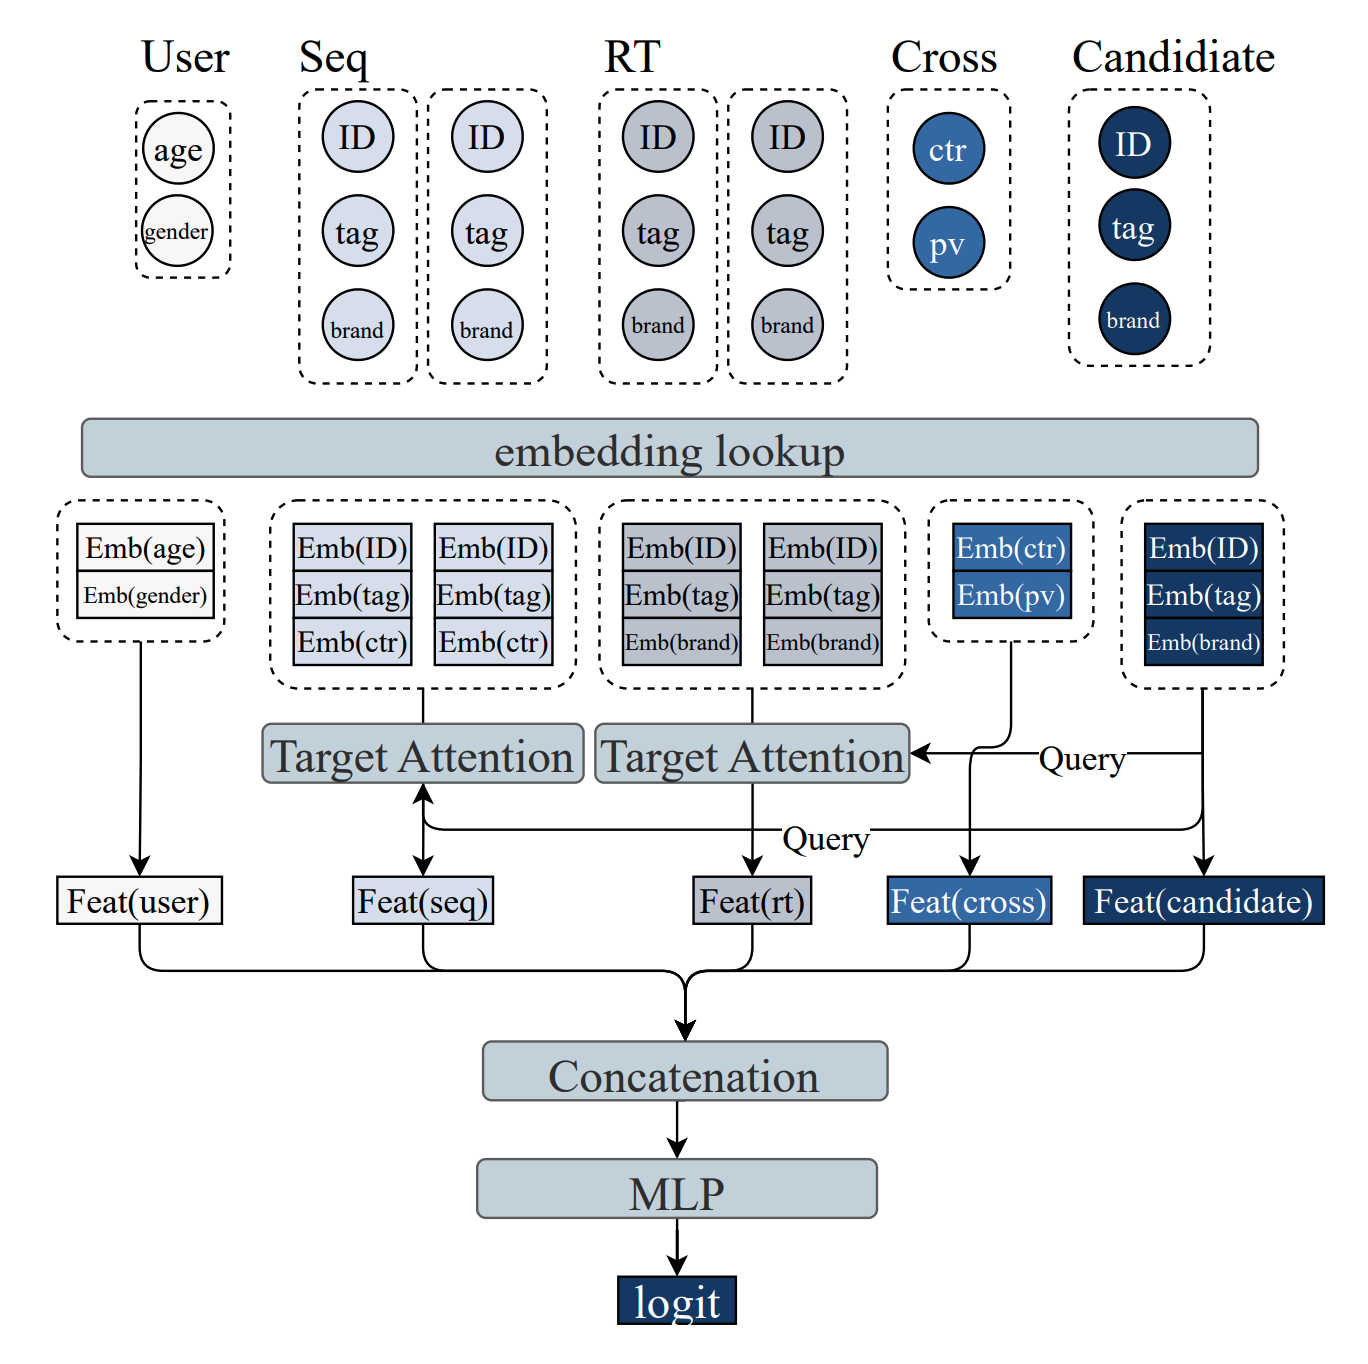 User Seq RT Cross Candidiate
age ID ID ID ID ctr ID
gender tag tag tag tag pv tag
brand brand brand brand brand
embedding lookup
Emb(age) Emb(ID) Emb(ID) Emb(ID) Emb(ID) Emb(ctr) Emb(ID)
Emb(gender) Emb(tag) Emb(tag) Emb(tag) Emb(tag) Emb(pv) Emb(tag)
Emb(ctr) Emb(ctr) Emb(brand) Emb(brand) Emb(brand)
Target Attention Target Attention Query
Query
Feat(user) Feat(seq) Feat(rt) Feat(cross) Feat(candidate)
Concatenation
MLP
logit